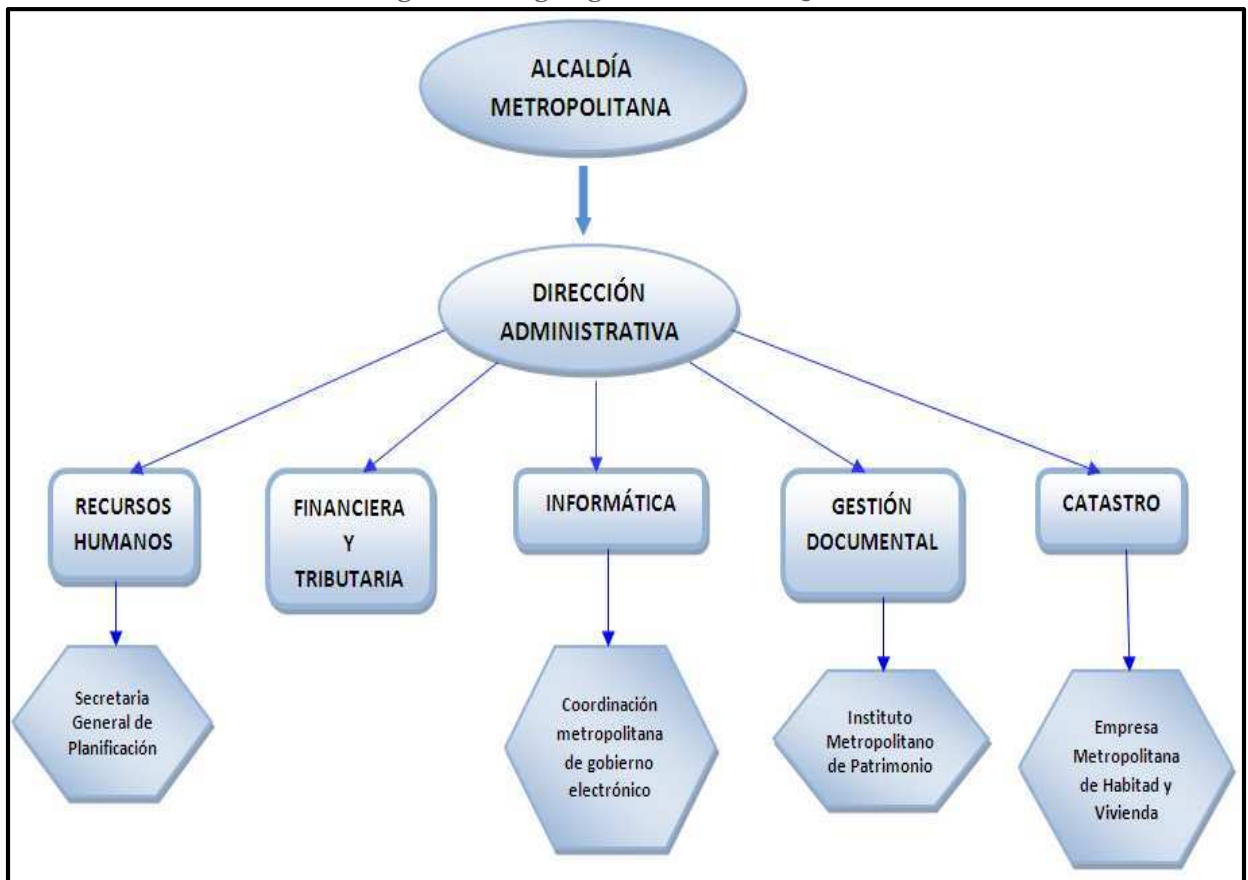 ALCALDÍA
METROPOLITANA
DIRECCIÓN
ADMINISTRATIVA
RECURSOS
HUMANOS
FINANCIERA
Y
TRIBUTARIA
INFORMÁTICA
GESTIÓN
DOCUMENTAL
CATASTRO
Secretaria
General de
Planificación
Coordinación
metropolitana
de gobierno
electrónico
Instituto
Metropolitano
de Patrimonio
Empresa
Metropolitana
de Habitad y
Vivienda